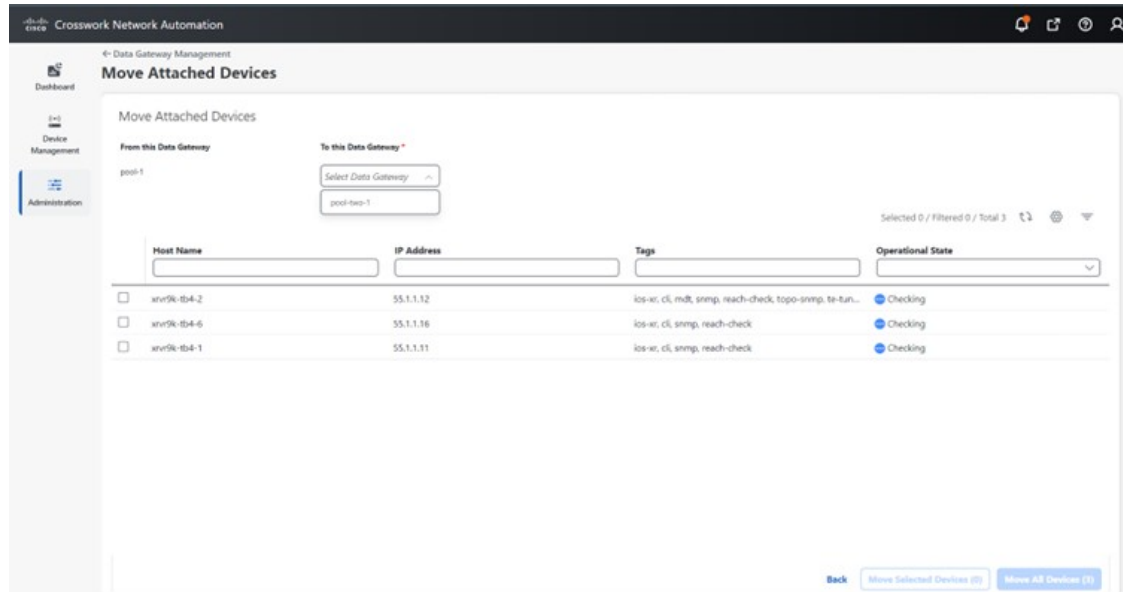 cisco Crosswork Network Automation
← Data Gateway Management
Move Attached Devices
Dashboard
Device Management
Administration
Move Attached Devices
From this Data Gateway To this Data Gateway *
pool-1 Select Data Gateway
pool-two-1
Selected 0 / Filtered 0 / Total 3
Host Name IP Address Tags Operational State
xrvr9k-tb4-2 55.1.1.12 ios-xr, cli, mdt, snmp, reach-check, topo-snmp, te-tun... Checking
xrvr9k-tb4-6 55.1.1.16 ios-xr, cli, snmp, reach-check Checking
xrvr9k-tb4-1 55.1.1.11 ios-xr, cli, snmp, reach-check Checking
Back Move Selected Devices (0) Move All Devices (3)